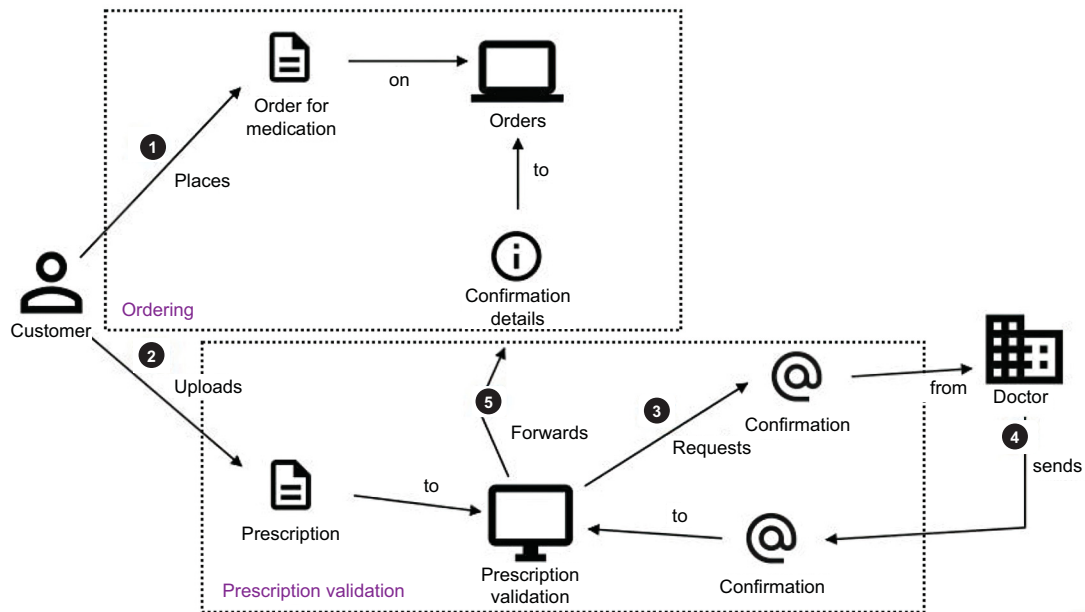 Order for
medication
on
Orders
1
Places
to
Confirmation
details
Ordering
Customer
2
Uploads
5
Forwards
3
Requests
Confirmation
from
Doctor
4
sends
Prescription
to
Prescription
validation
to
Confirmation
Prescription validation